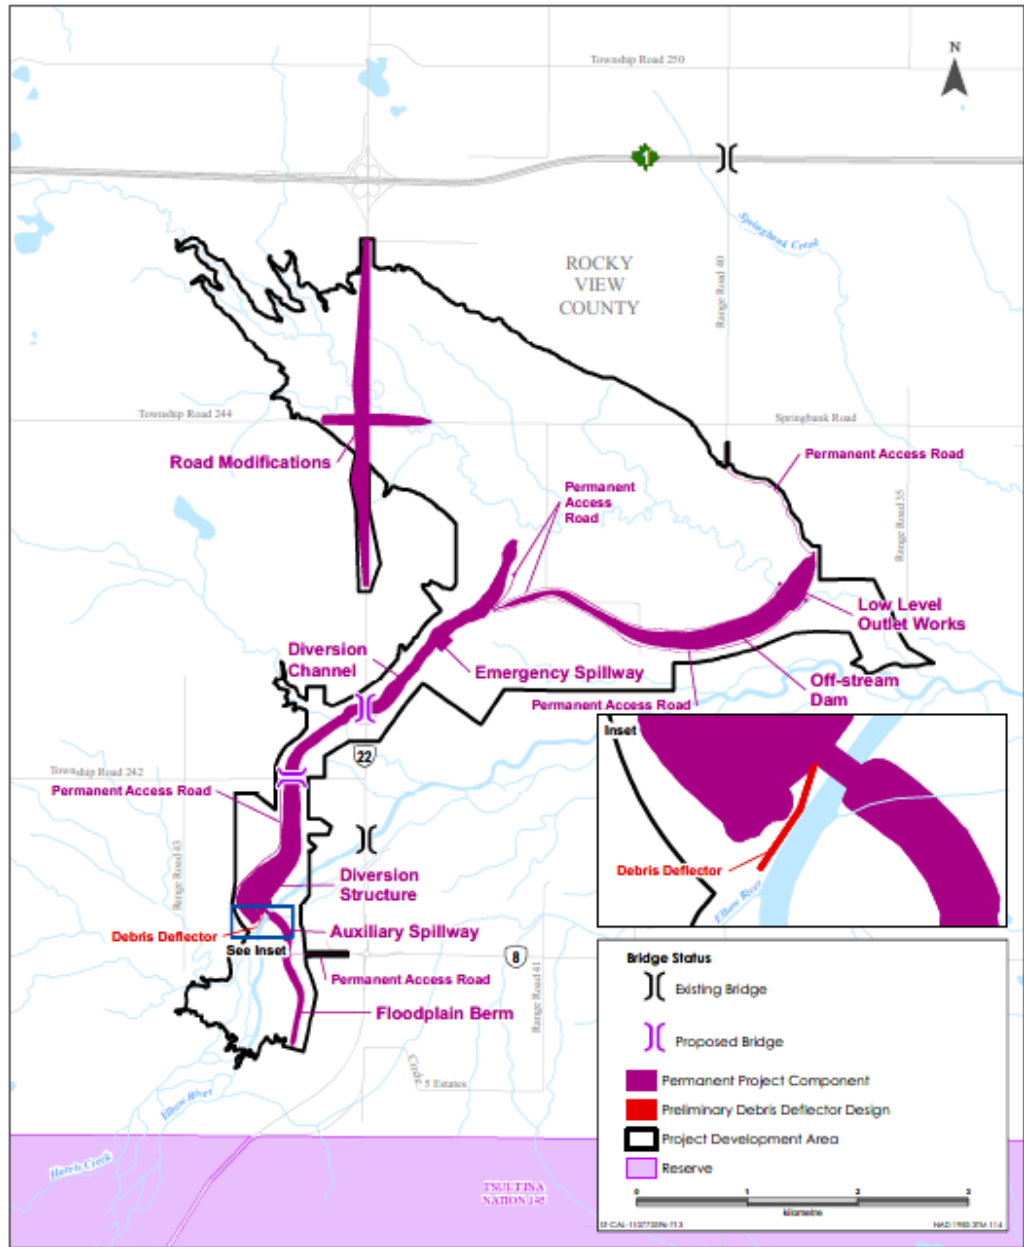 Township Road 250
N
1
Springbank Creek
ROCKY
VIEW
COUNTY
Range Road 40
Township Road 244
Springbank Road
Road Modifications
Permanent Access Road
Permanent
Access
Road
Range Road 35
Low Level
Outlet Works
Diversion
Channel
Emergency Spillway
Off-stream
Dam
Permanent Access Road
22
Township Road 242
Permanent Access Road
Inset
Debris Deflector
Elbow River
Range Road 43
Diversion
Structure
Debris Deflector
Auxiliary Spillway
See Inset
8
Permanent Access Road
Range Road 41
Floodplain Berm
5 Estates
Elbow River
Harris Creek
TSUUT'INA
NATION 145
Bridge Status
Existing Bridge
Proposed Bridge
Permanent Project Component
Preliminary Debris Deflector Design
Project Development Area
Reserve
0 1 2 3
kilometre
NAD 1983 3TM 114